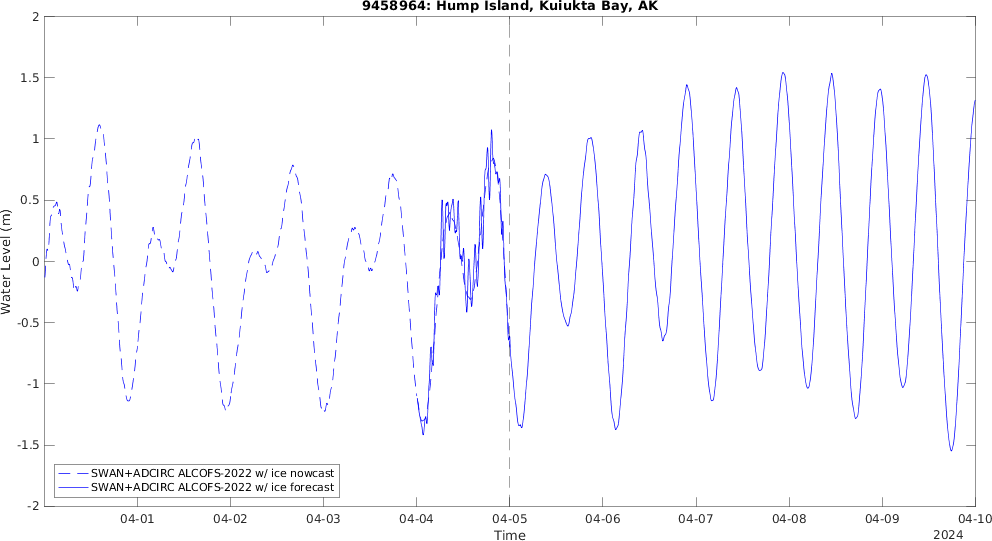 9458964: Hump Island, Kuiukta Bay, AK
2
1.5
1
0.5
0
-0.5
-1
-1.5
-2
Water Level (m)
SWAN+ADCIRC ALCOFS-2022 w/ ice nowcast
SWAN+ADCIRC ALCOFS-2022 w/ ice forecast
04-01 04-02 04-03 04-04 04-05 04-06 04-07 04-08 04-09 04-10
Time
2024